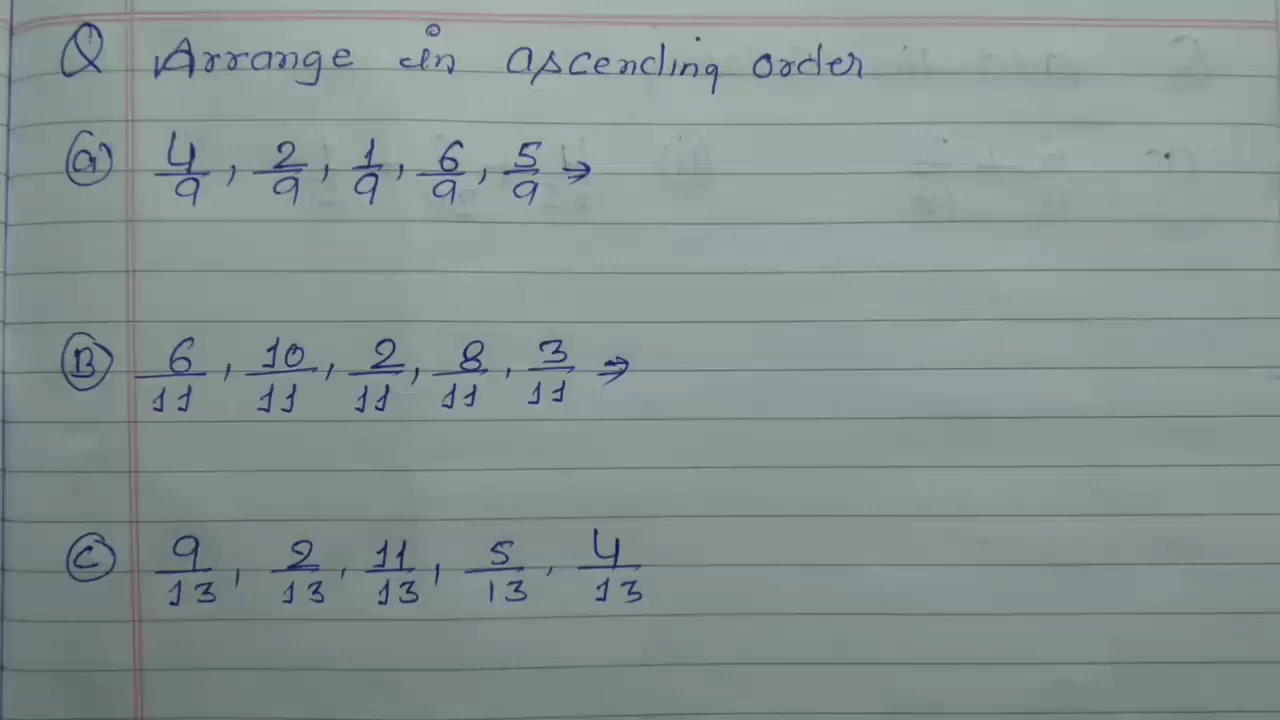 Q Arrange in ascending order
(a) 4/9, 2/9, 1/9, 6/9, 5/9 ⇒
(B) 6/11, 10/11, 2/11, 8/11, 3/11 ⇒
(C) 9/13, 2/13, 11/13, 5/13, 4/13